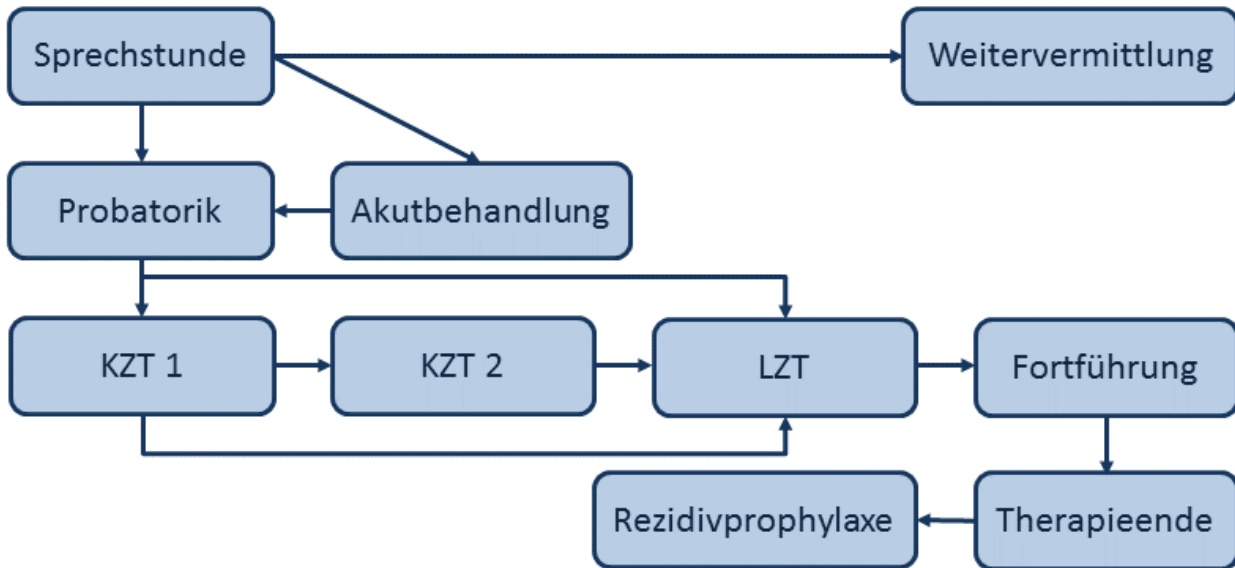 Sprechstunde
Weitervermittlung
Probatorik
Akutbehandlung
KZT 1
KZT 2
LZT
Fortführung
Rezidivprophylaxe
Therapieende